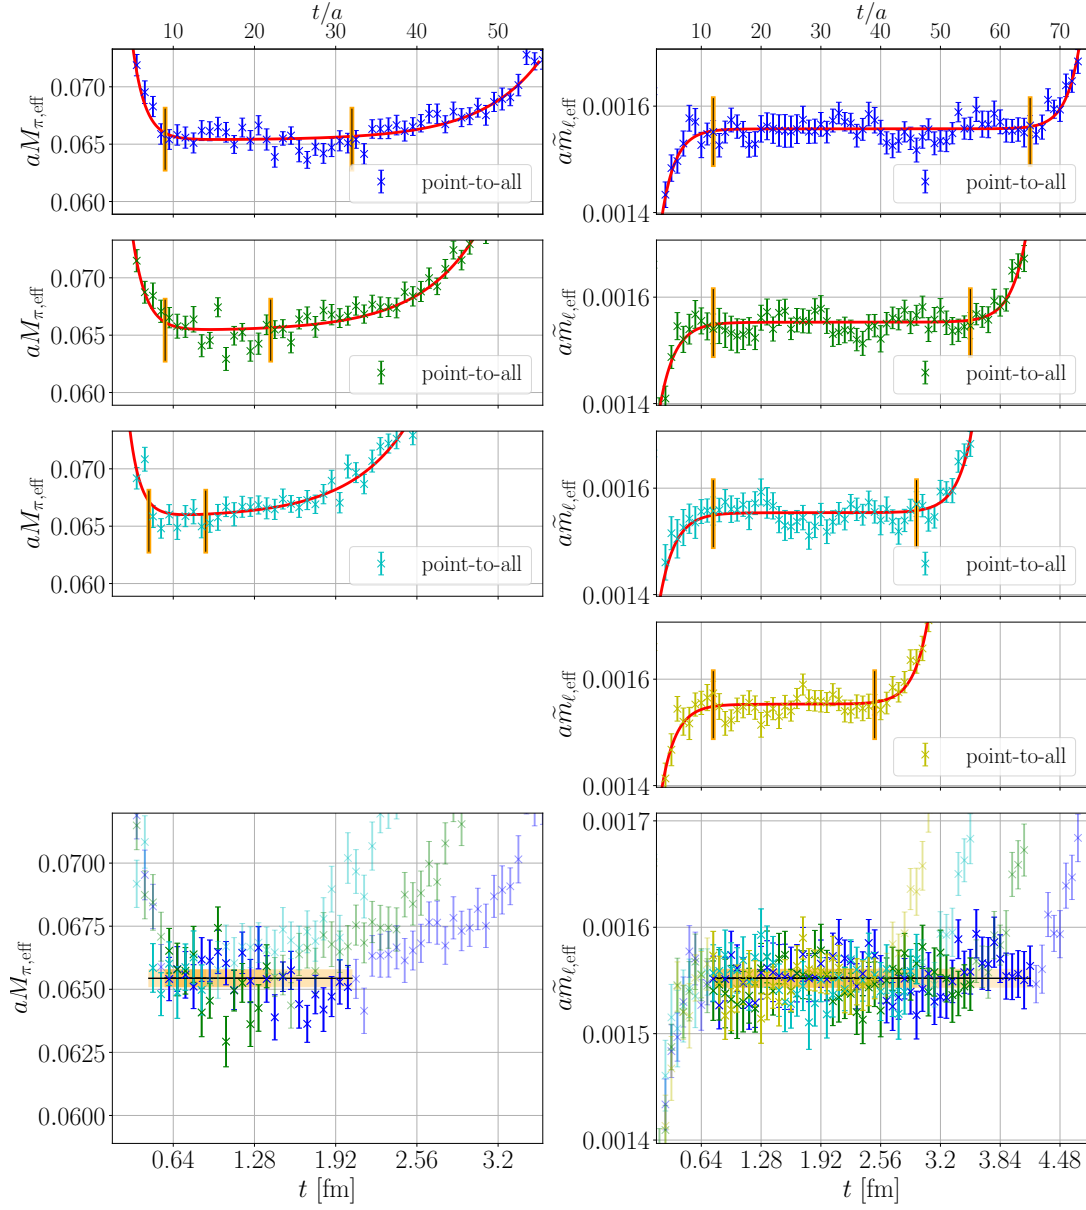 t/a
10 20 30 40 50
0.070
0.065
0.060
aM_{π,eff}
point-to-all
t/a
10 20 30 40 50 60 70
0.0016
0.0014
am̃_{ℓ,eff}
point-to-all
0.070
0.065
0.060
aM_{π,eff}
point-to-all
0.0016
0.0014
am̃_{ℓ,eff}
point-to-all
0.070
0.065
0.060
aM_{π,eff}
point-to-all
0.0016
0.0014
am̃_{ℓ,eff}
point-to-all
0.0016
0.0014
am̃_{ℓ,eff}
point-to-all
0.0700
0.0675
0.0650
0.0625
0.0600
aM_{π,eff}
0.64 1.28 1.92 2.56 3.2
t [fm]
0.0017
0.0016
0.0015
0.0014
am̃_{ℓ,eff}
0.64 1.28 1.92 2.56 3.2 3.84 4.48
t [fm]